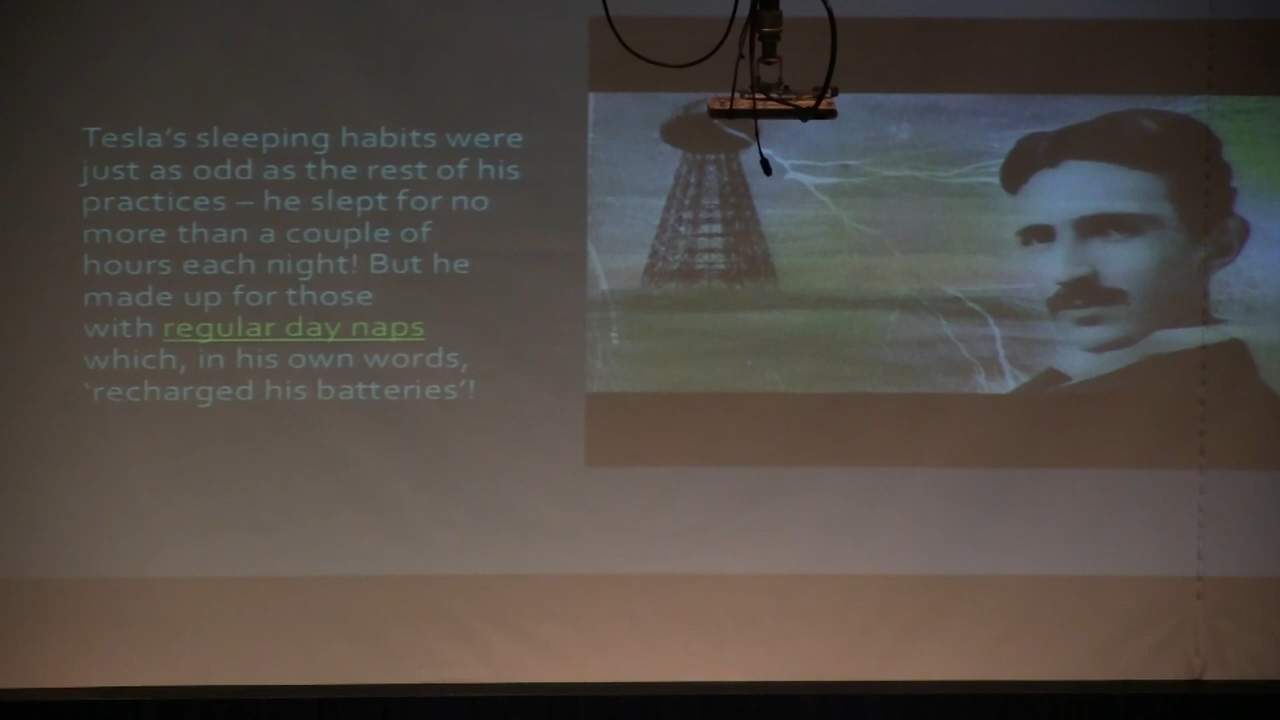 Tesla's sleeping habits were
just as odd as the rest of his
practices – he slept for no
more than a couple of
hours each night! But he
made up for those
with regular day naps
which, in his own words,
'recharged his batteries'!